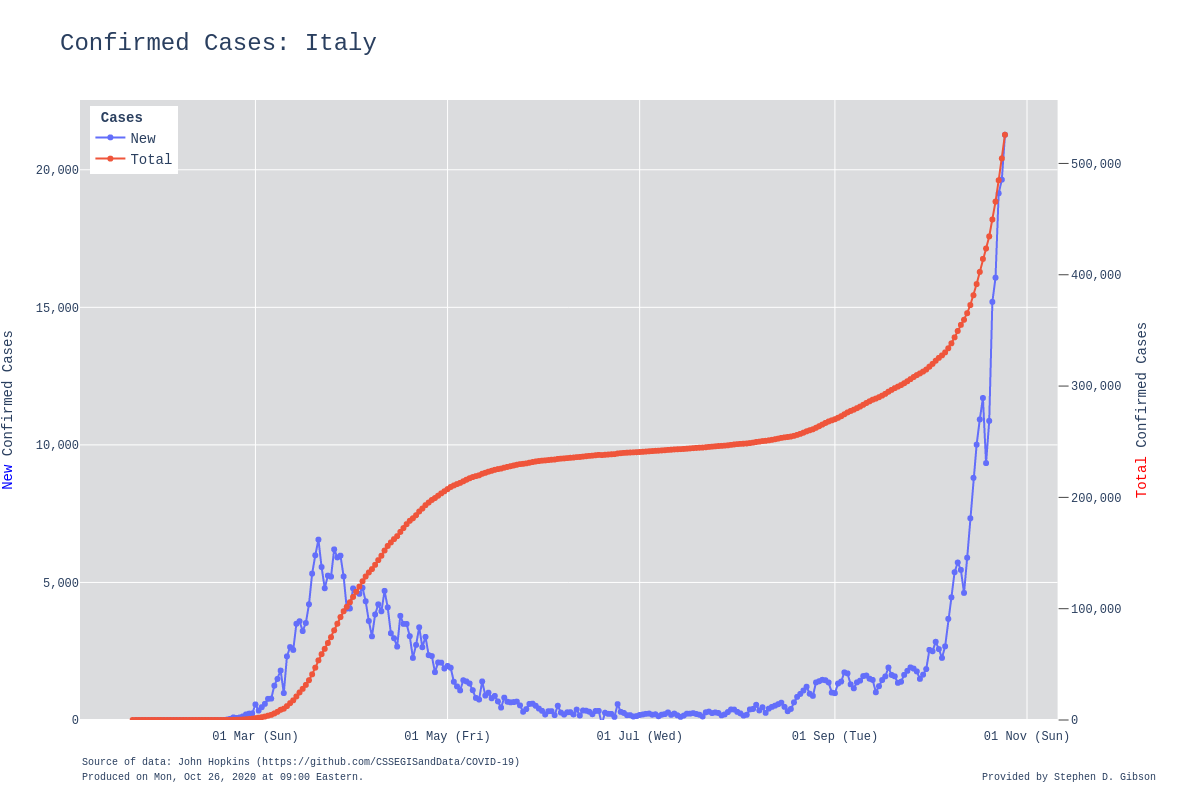 Confirmed Cases: Italy
Cases
New
Total
20,000
15,000
10,000
5,000
0
New Confirmed Cases
500,000
400,000
300,000
200,000
100,000
0
Total Confirmed Cases
01 Mar (Sun)
01 May (Fri)
01 Jul (Wed)
01 Sep (Tue)
01 Nov (Sun)
Source of data: John Hopkins (https://github.com/CSSEGISandData/COVID-19)
Produced on Mon, Oct 26, 2020 at 09:00 Eastern.
Provided by Stephen D. Gibson